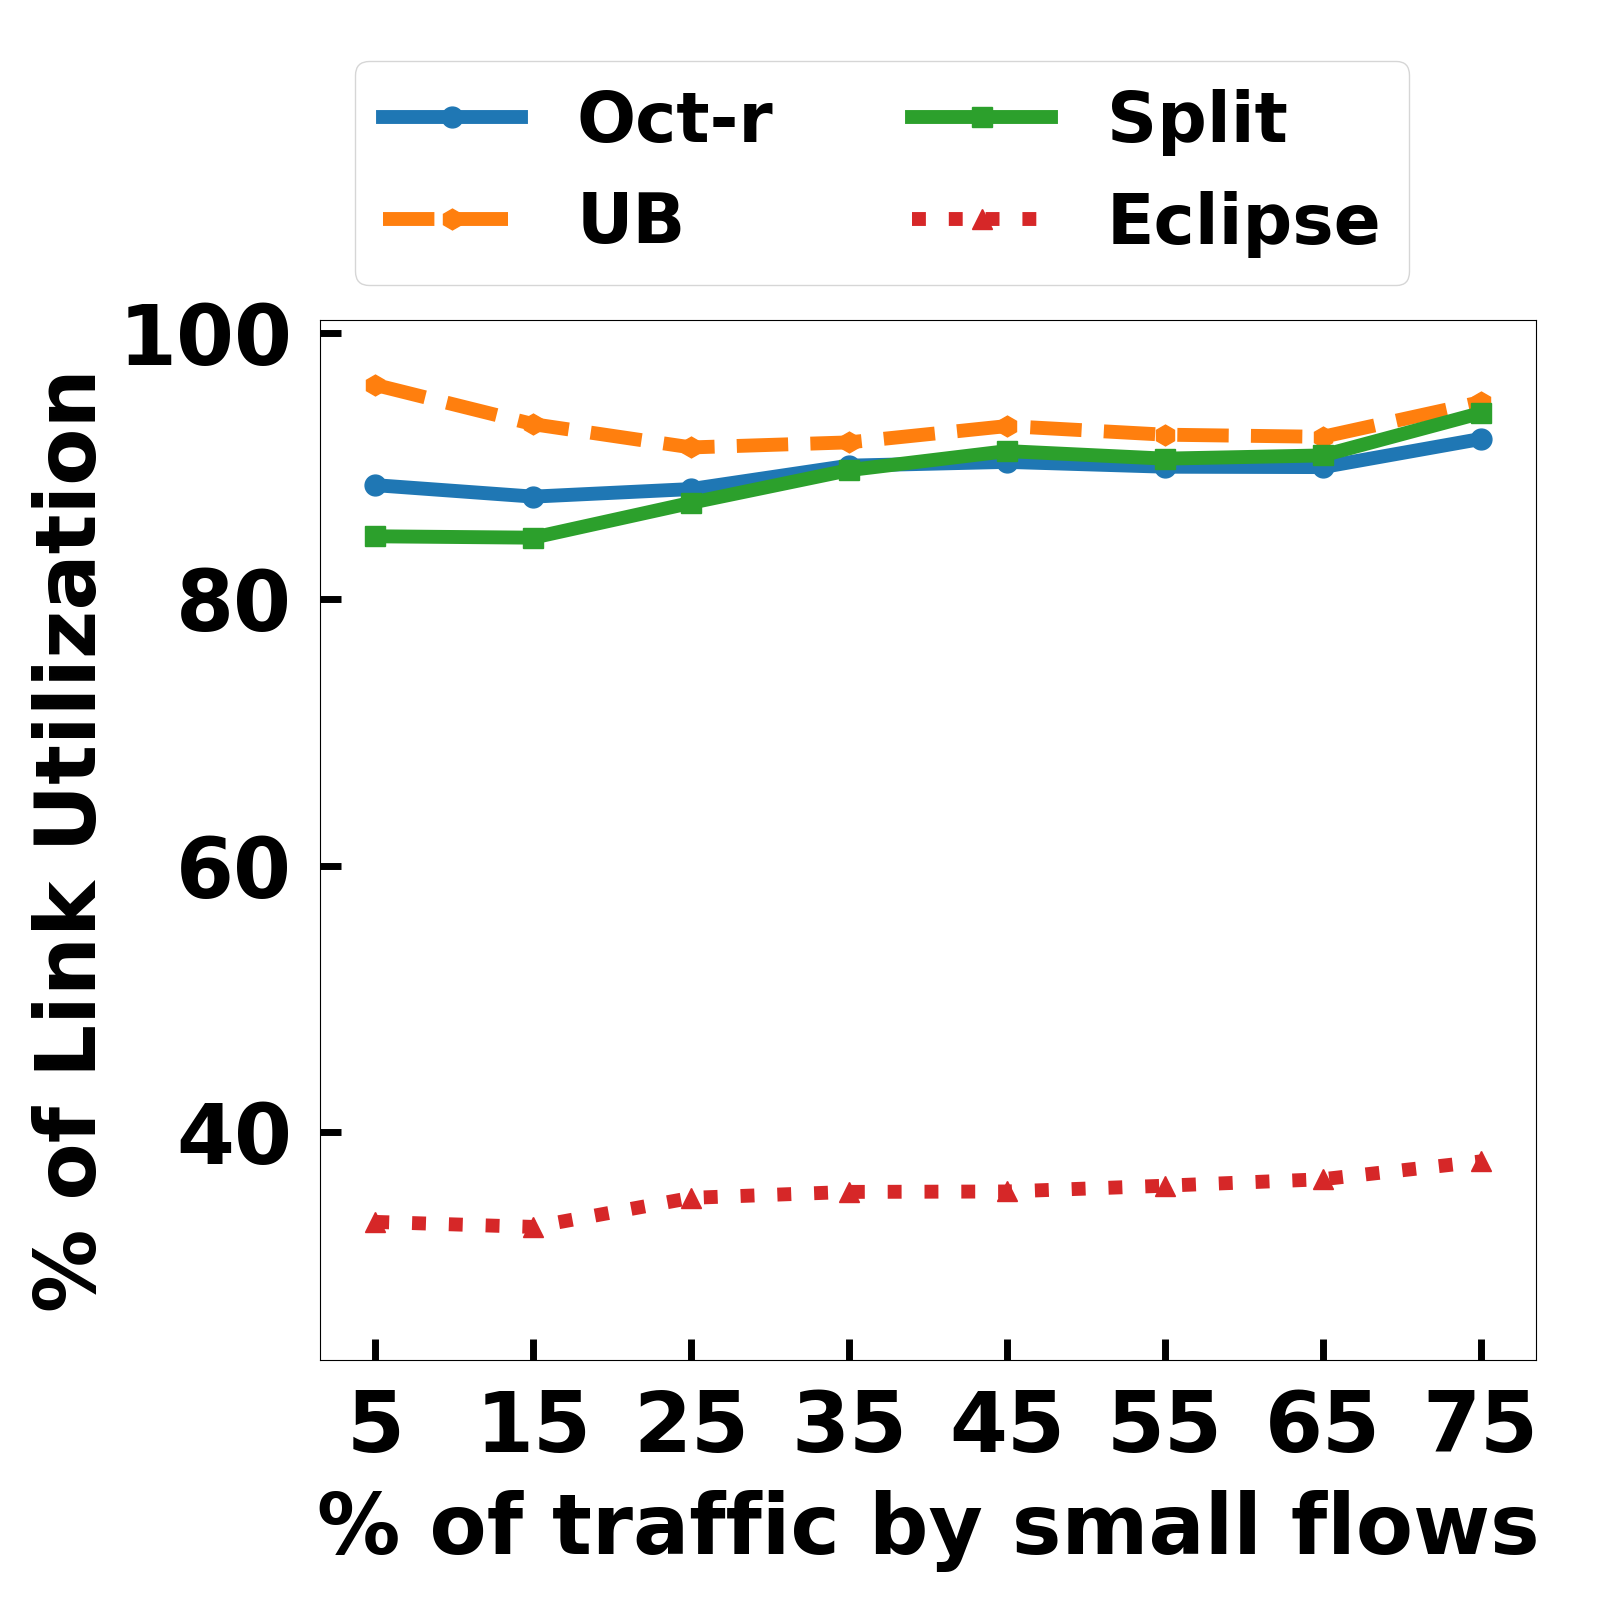 Oct-r
Split
UB
Eclipse
% of Link Utilization
100
80
60
40
5 15 25 35 45 55 65 75
% of traffic by small flows